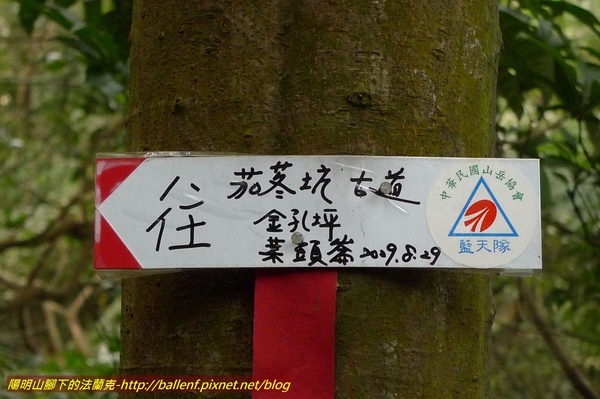 往
茄苳坑 古道
金孔坪
菜頭崙 2009.8.29
中華民國山岳協會
藍天隊
陽明山腳下的法蘭克-http://ballenf.pixnet.net/blog